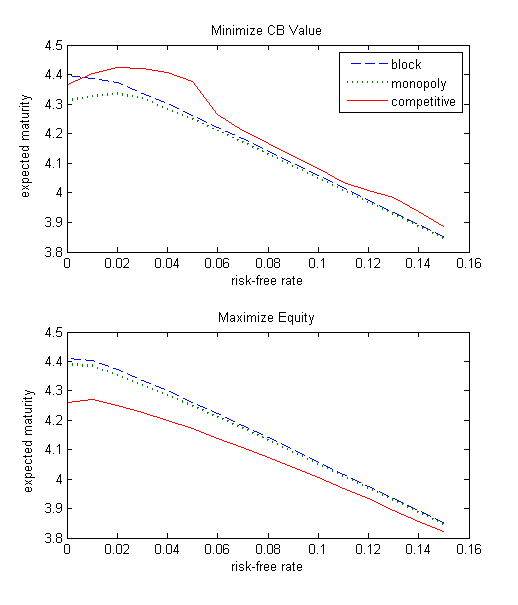 Minimize CB Value
4.5
4.4
4.3
4.2
4.1
4
3.9
3.8
expected maturity
block
monopoly
competitive
0 0.02 0.04 0.06 0.08 0.1 0.12 0.14 0.16
risk-free rate
Maximize Equity
4.5
4.4
4.3
4.2
4.1
4
3.9
3.8
expected maturity
0 0.02 0.04 0.06 0.08 0.1 0.12 0.14 0.16
risk-free rate